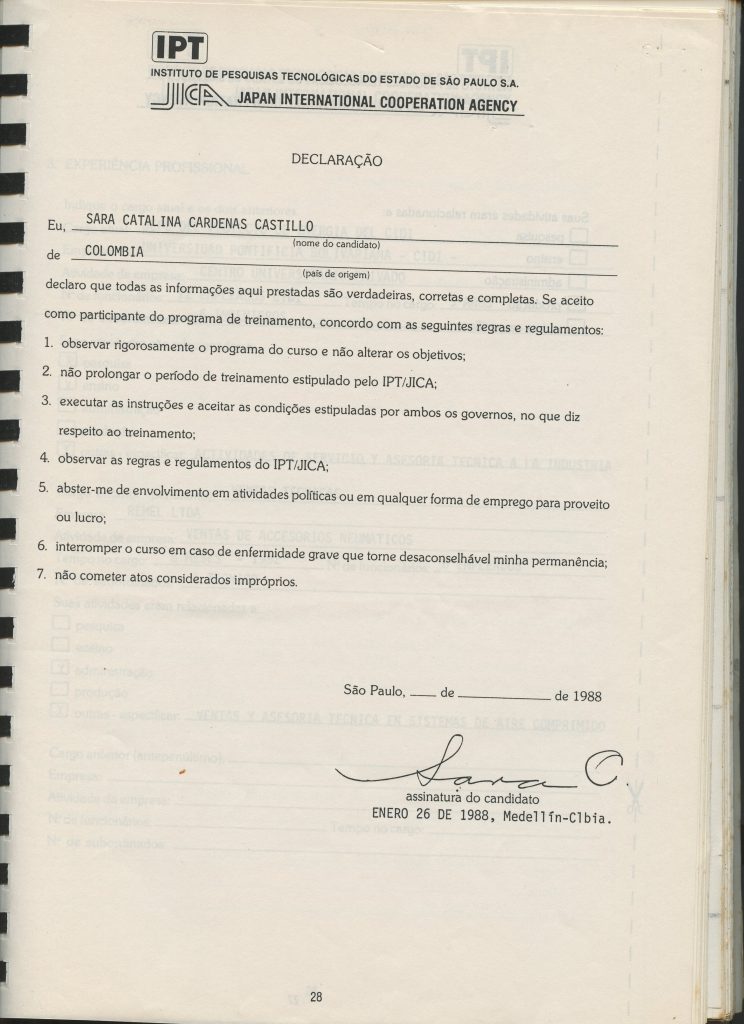 IPT
INSTITUTO DE PESQUISAS TECNOLÓGICAS DO ESTADO DE SÃO PAULO S.A.
JICA JAPAN INTERNATIONAL COOPERATION AGENCY
DECLARAÇÃO
Eu, SARA CATALINA CARDENAS CASTILLO
(nome do candidato)
de COLOMBIA
(país de origem)
declaro que todas as informações aqui prestadas são verdadeiras, corretas e completas. Se aceito
como participante do programa de treinamento, concordo com as seguintes regras e regulamentos:
1. observar rigorosamente o programa do curso e não alterar os objetivos;
2. não prolongar o período de treinamento estipulado pelo IPT/JICA;
3. executar as instruções e aceitar as condições estipuladas por ambos os governos, no que diz
respeito ao treinamento;
4. observar as regras e regulamentos do IPT/JICA;
5. abster-me de envolvimento em atividades políticas ou em qualquer forma de emprego para proveito
ou lucro;
6. interromper o curso em caso de enfermidade grave que torne desaconselhável minha permanência;
7. não cometer atos considerados impróprios.
São Paulo, ____ de ______________ de 1988
Sara C.
assinatura do candidato
ENERO 26 DE 1988, Medellín-Clbia.
28